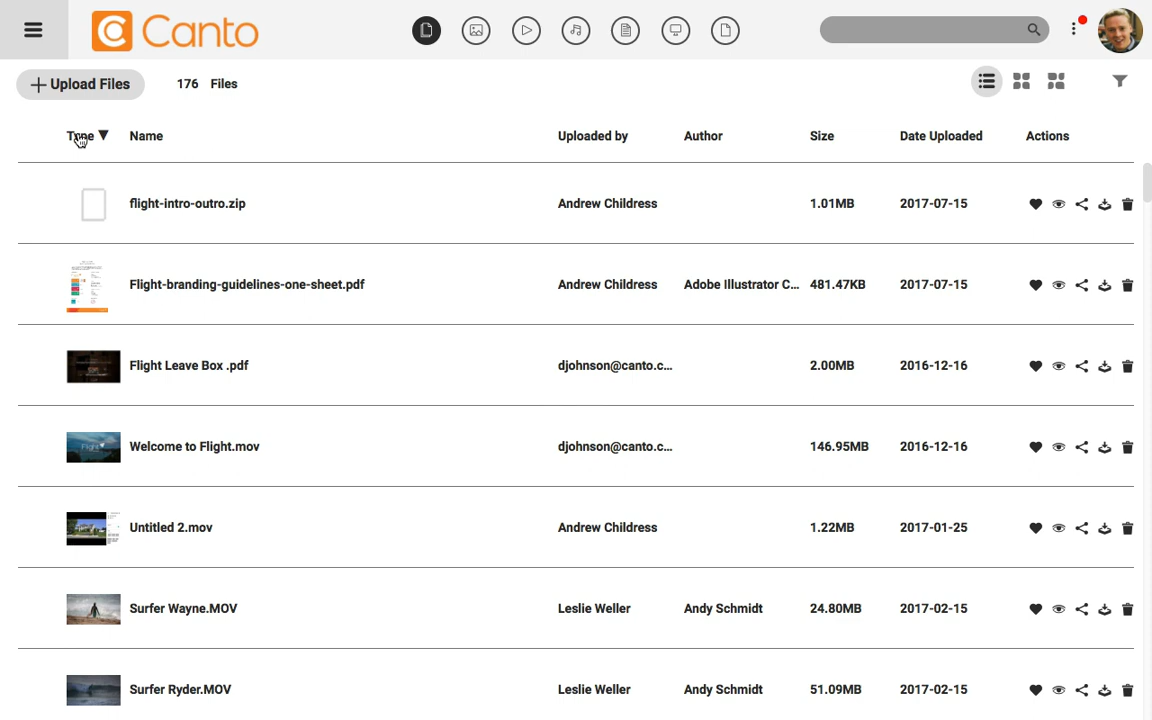 Canto
Upload Files 176 Files
Type ▼ Name Uploaded by Author Size Date Uploaded Actions
flight-intro-outro.zip Andrew Childress 1.01MB 2017-07-15
Flight-branding-guidelines-one-sheet.pdf Andrew Childress Adobe Illustrator C... 481.47KB 2017-07-15
Flight Leave Box .pdf djohnson@canto.c... 2.00MB 2016-12-16
Flight
Welcome to Flight.mov djohnson@canto.c... 146.95MB 2016-12-16
Untitled 2.mov Andrew Childress 1.22MB 2017-01-25
Surfer Wayne.MOV Leslie Weller Andy Schmidt 24.80MB 2017-02-15
Surfer Ryder.MOV Leslie Weller Andy Schmidt 51.09MB 2017-02-15